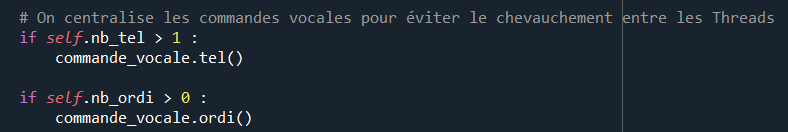 # On centralise les commandes vocales pour éviter le chevauchement entre les Threads
if self.nb_tel > 1 :
    commande_vocale.tel()
if self.nb_ordi > 0 :
    commande_vocale.ordi()